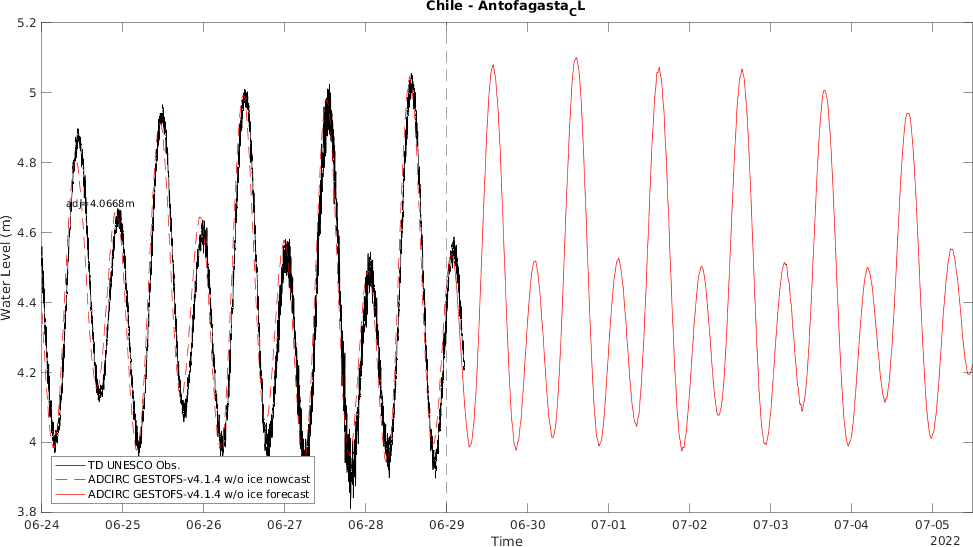 Chile - Antofagasta_CL
5.2
5
4.8
4.6
4.4
4.2
4
3.8
Water Level (m)
adj=4.0668m
TD UNESCO Obs.
ADCIRC GESTOFS-v4.1.4 w/o ice nowcast
ADCIRC GESTOFS-v4.1.4 w/o ice forecast
06-24 06-25 06-26 06-27 06-28 06-29 06-30 07-01 07-02 07-03 07-04 07-05
Time
2022